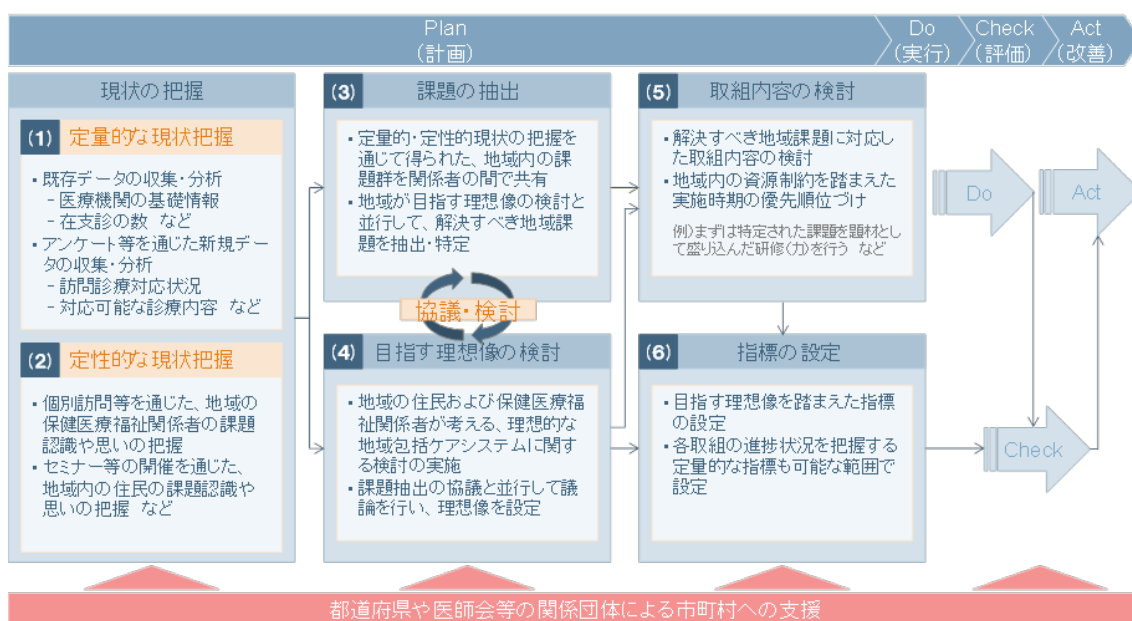 Plan
(計画)
Do
(実行)
Check
(評価)
Act
(改善)
現状の把握
(1) 定量的な現状把握
▪ 既存データの収集・分析
− 医療機関の基礎情報
− 在支診の数 など
▪ アンケート等を通じた新規デー
タの収集・分析
− 訪問診療対応状況
− 対応可能な診療内容 など
(2) 定性的な現状把握
▪ 個別訪問等を通じた、地域の
保健医療福祉関係者の課題
認識や思いの把握
▪ セミナー等の開催を通じた、
地域内の住民の課題認識や
思いの把握 など
(3) 課題の抽出
▪ 定量的・定性的現状の把握を
通じて得られた、地域内の課
題群を関係者の間で共有
▪ 地域が目指す理想像の検討と
並行して、解決すべき地域課
題を抽出・特定
協議・検討
(4) 目指す理想像の検討
▪ 地域の住民および保健医療福
祉関係者が考える、理想的な
地域包括ケアシステムに関す
る検討の実施
▪ 課題抽出の協議と並行して議
論を行い、理想像を設定
(5) 取組内容の検討
▪ 解決すべき地域課題に対応し
た取組内容の検討
▪ 地域内の資源制約を踏まえた
実施時期の優先順位づけ
例)まずは特定された課題を題材とし
て盛り込んだ研修(力)を行う など
(6) 指標の設定
▪ 目指す理想像を踏まえた指標
の設定
▪ 各取組の進捗状況を把握する
定量的な指標も可能な範囲で
設定
Do
Act
Check
都道府県や医師会等の関係団体による市町村への支援